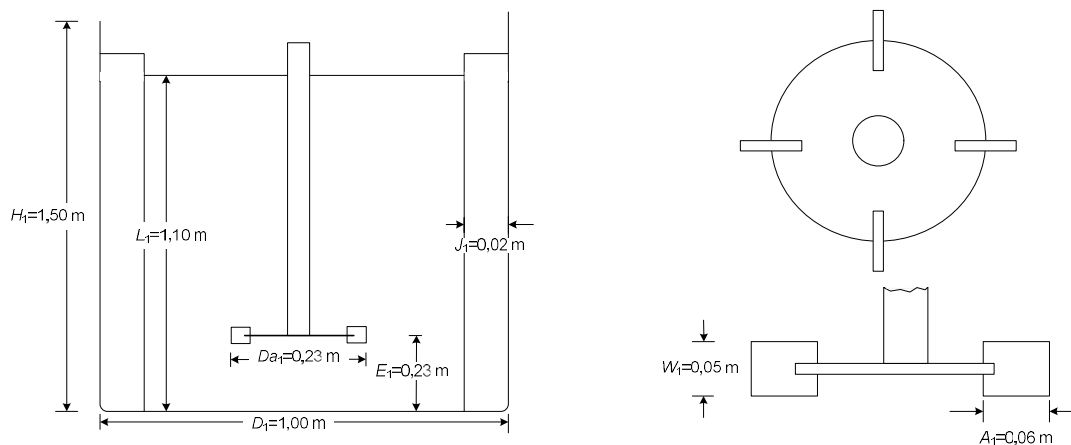 H₁=1,50 m
L₁=1,10 m
J₁=0,02 m
Da₁=0,23 m
E₁=0,23 m
D₁=1,00 m
W₁=0,05 m
A₁=0,06 m